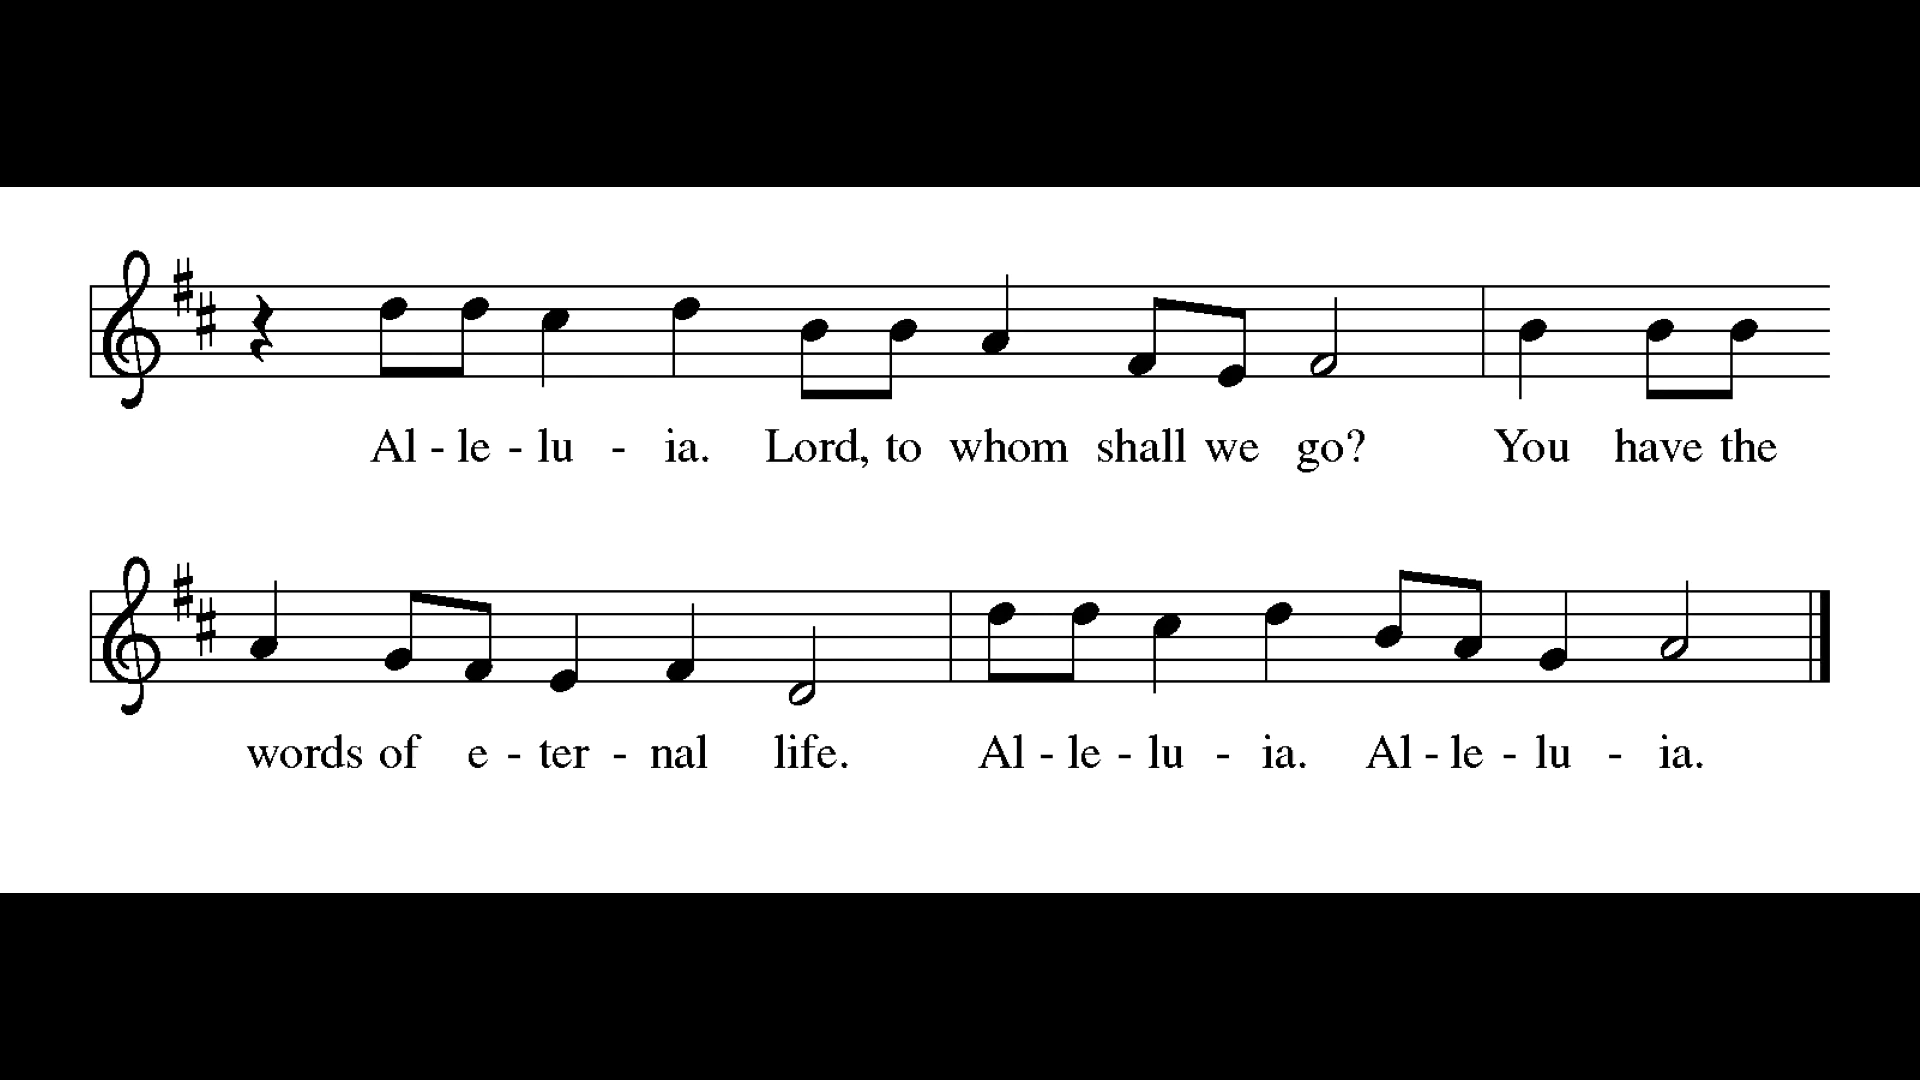 Al - le - lu - ia. Lord, to whom shall we go? You have the
words of e - ter - nal life. Al - le - lu - ia. Al - le - lu - ia.